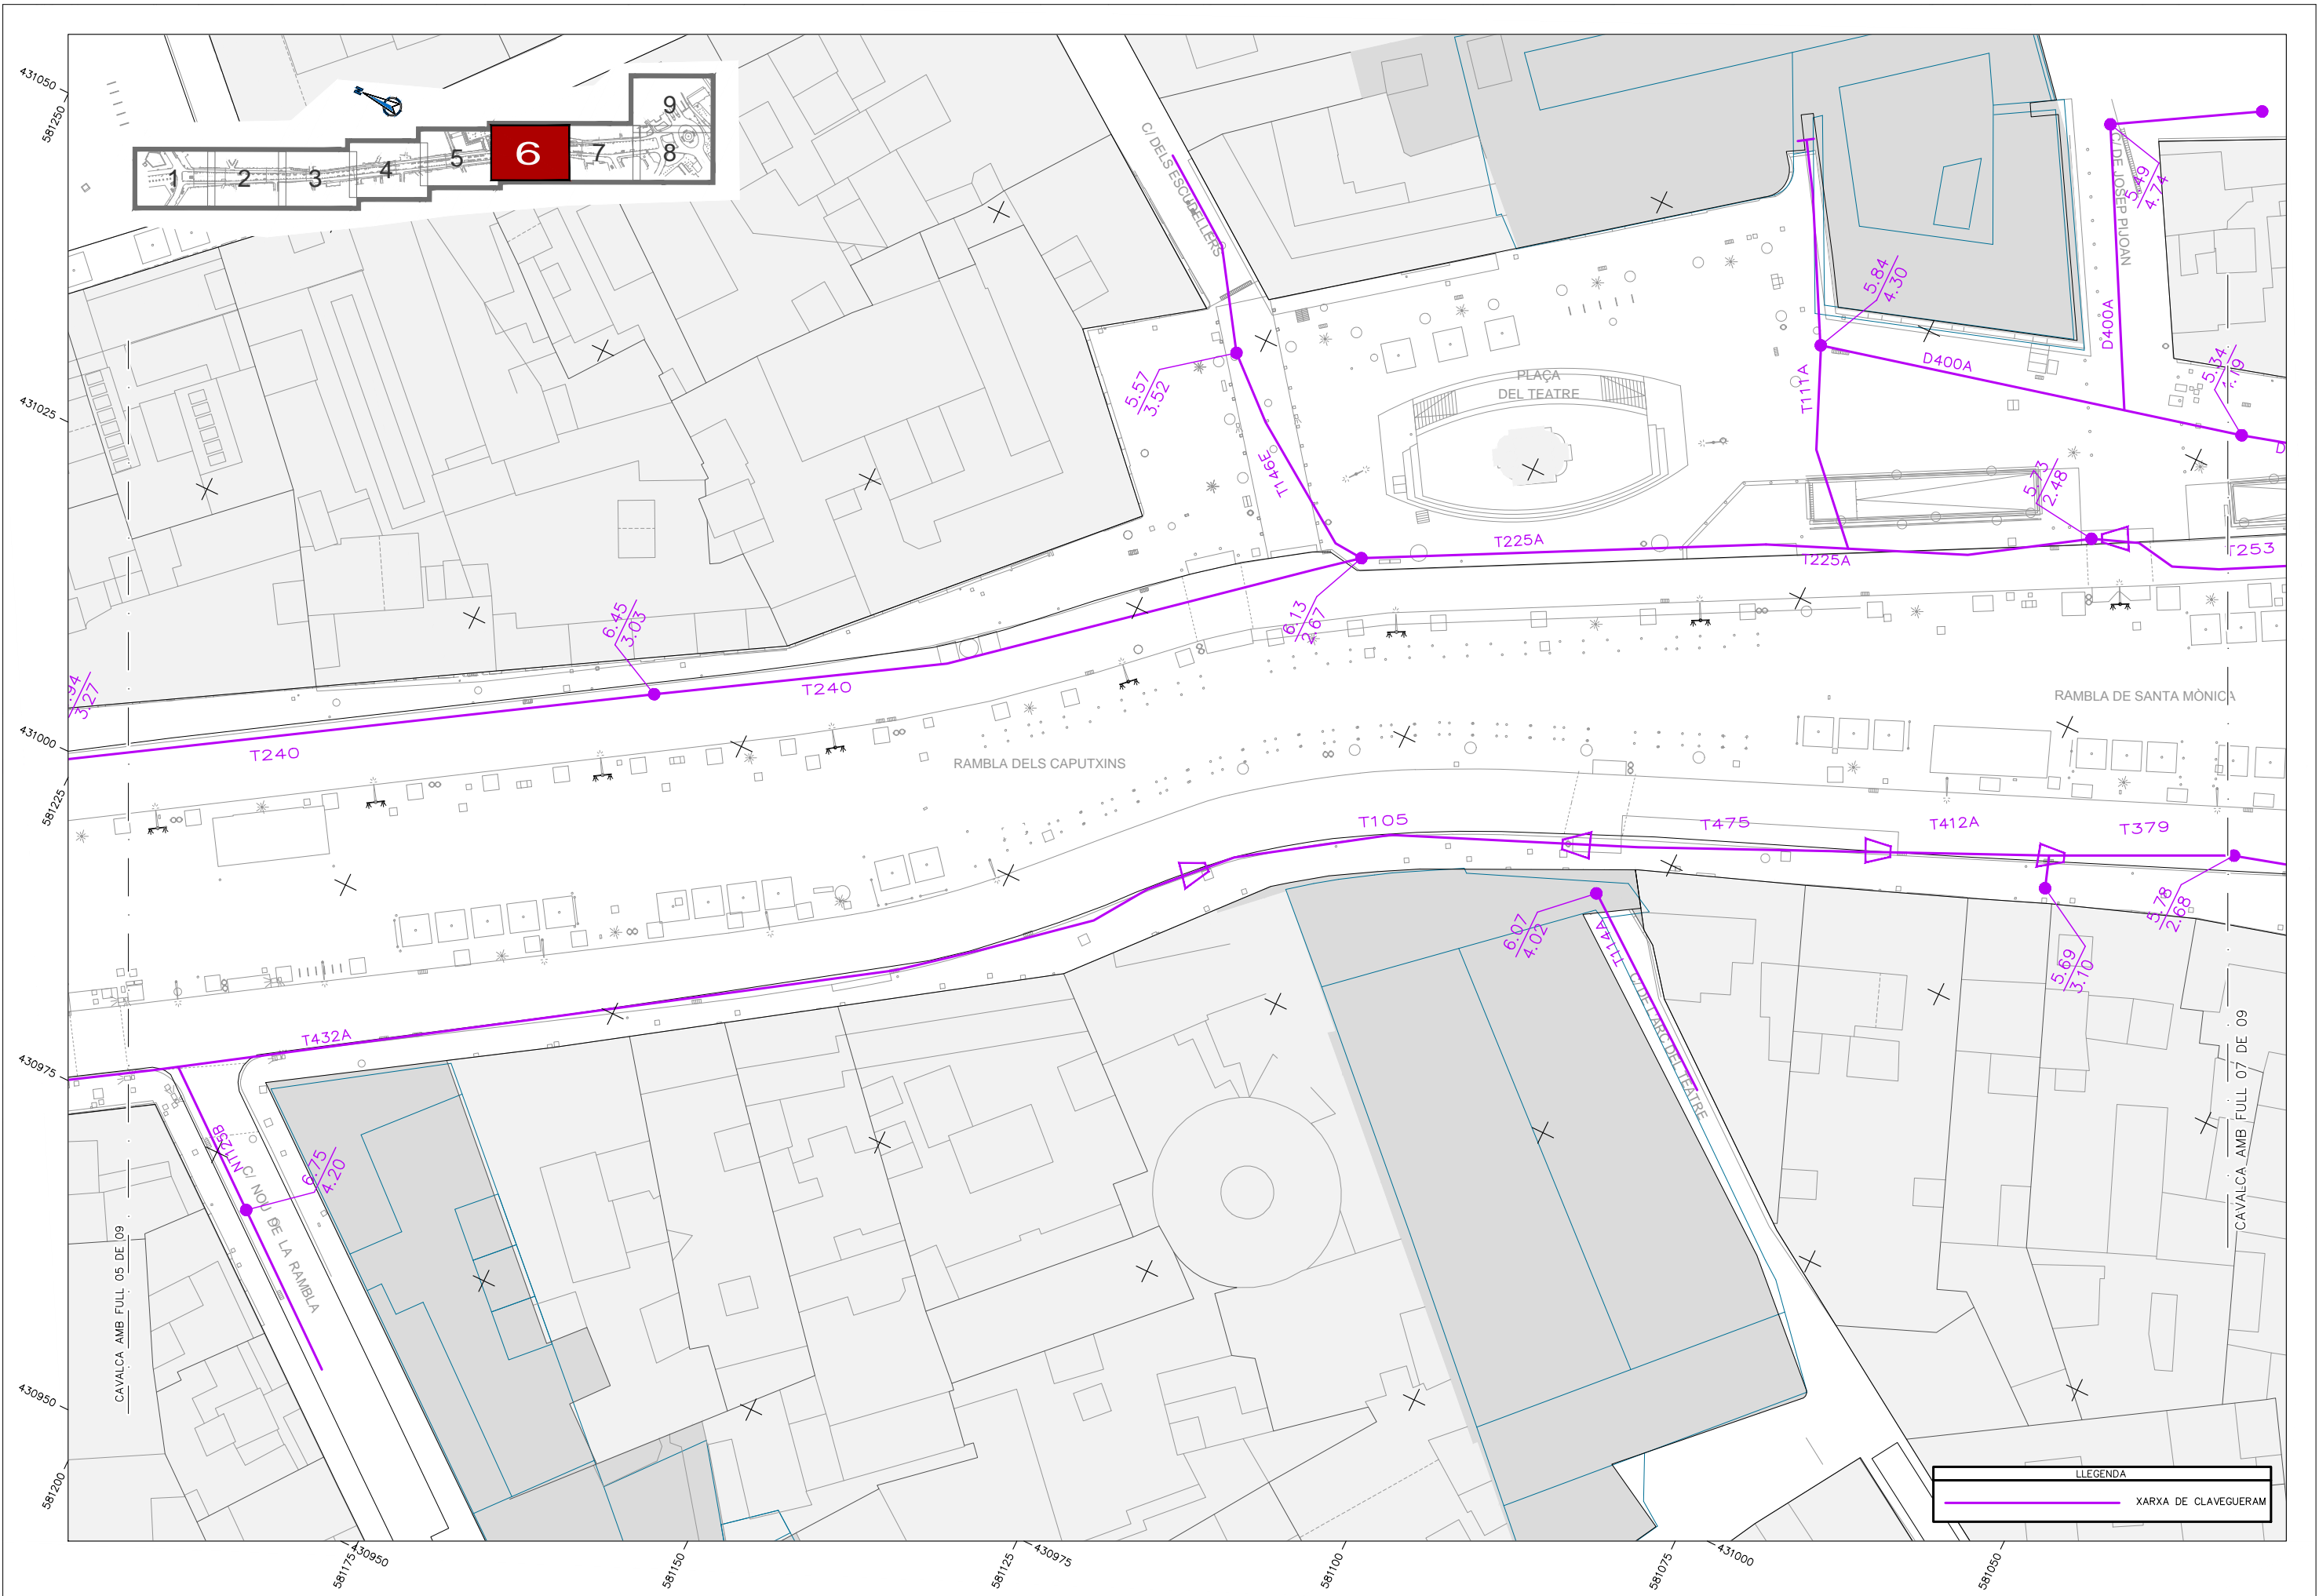 431050
581250
1
2
3
4
5
6
7
8
9
C/ DELS ESCUDELLERS
C/ DE JOSEP PIJOAN
5.49
4.74
5.84
4.30
D400A
D400A
5.34
T111A
PLAÇA
DEL TEATRE
5.57
3.52
431025
T146E
D
5.73
2.48
T225A
T225A
T253
6.45
3.03
6.13
2.67
.94
3.27
T240
T240
RAMBLA DE SANTA MÒNICA
RAMBLA DELS CAPUTXINS
431000
581225
T105
T475
T412A
T379
6.07
4.02
T114A
5.78
2.68
5.69
3.10
C/ DE L'ARC DEL TEATRE
T432A
430975
NT125B
6.75
4.20
C/ NOU DE LA RAMBLA
CAVALCA AMB FULL 05 DE 09
CAVALCA AMB FULL 07 DE 09
430950
581200
LLEGENDA
XARXA DE CLAVEGUERAM
581175
430950
581150
581125
430975
581100
581075
431000
581050